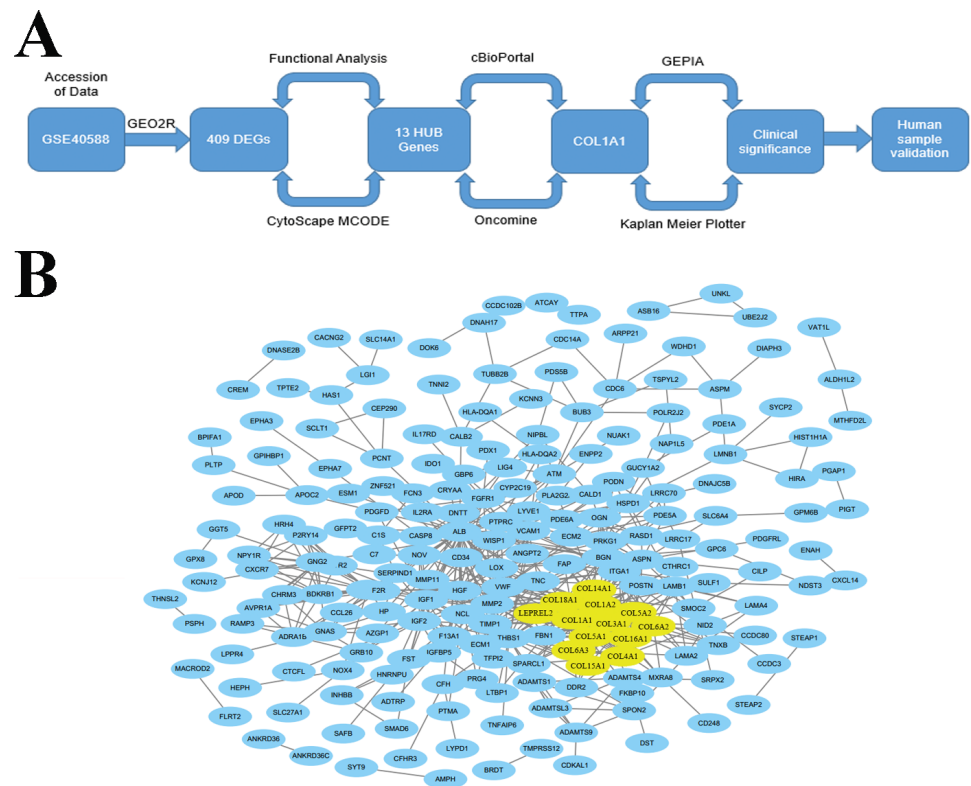 A
Functional Analysis
cBioPortal
GEPIA
Accession
of Data
GEO2R
GSE40588
409 DEGs
13 HUB
Genes
COL1A1
Clinical
significance
Human
sample
validation
CytoScape MCODE
Oncomine
Kaplan Meier Plotter
B
UNKL
CCDC102B
ATCAY
TTPA
ASB16
UBE2J2
VAT1L
DNAH17
DOK6
CACNG2
SLC14A1
DNASE2B
CDC14A
ARPP21
WDHD1
DIAPH3
LGI1
CREM
TPTE2
HAS1
TNNI2
TUBB2B
PDS5B
CDC6
TSPYL2
ASPM
ALDH1L2
MTHFD2L
CEP290
SCLT1
EPHA3
HLA-DQA1
KCNN3
BUB3
POLR2J2
PDE1A
SYCP2
HIST1H1A
BPIFA1
PLTP
GPIHBP1
EPHA7
PCNT
IL17RD
CALB2
NIPBL
NUAK1
NAP1L5
LMNB1
HIRA
PGAP1
PIGT
IDO1
PDX1
HLA-DQA2
ENPP2
GBP6
LIG4
ATM
GUCY1A2
APOD
APOC2
ESM1
ZNF521
FCN3
CRYAA
FGFR1
CYP2C19
PLA2G2.
CALD1
PODN
HSPD1
LRRC70
DNAJC5B
GPM6B
PDGFD
IL2RA
DNTT
LYVE1
PTPRC
VCAM1
PDE6A
OGN
PDE5A
SLC6A4
GGT5
HRH4
P2RY14
GFPT2
C1S
CASP8
ALB
WISP1
ECM2
PRKG1
RASD1
LRRC17
PDGFRL
GPX8
NPY1R
CXCR7
GNG2
R2
C7
NOV
CD34
ANGPT2
BGN
ASPN
GPC6
ENAH
KCNJ12
SERPIND1
MMP11
LOX
FAP
ITGA1
CTHRC1
CILP
CXCL14
NDST3
THNSL2
PSPH
CHRM3
BDKRB1
F2R
IGF1
HGF
VWF
TNC
COL14A1
POSTN
LAMB1
SULF1
AVPR1A
CCL26
HP
MMP2
COL18A1
COL1A2
SMOC2
LAMA4
RAMP3
ADRA1B
GNAS
AZGP1
IGF2
NCL
TIMP1
LEPREL2
COL1A1
COL3A1
COL5A2
COL6A2
NID2
CCDC80
STEAP1
LPPR4
GRB10
F13A1
THBS1
FBN1
COL5A1
COL16A1
TNXB
CCDC3
MACROD2
CTCFL
NOX4
FST
IGFBP5
ECM1
TFPI2
SPARCL1
COL6A3
COL4A1
COL15A1
LAMA2
SRPX2
HEPH
INHBB
HNRNPU
CFH
PRG4
ADAMTS1
DDR2
ADAMTS4
MXRA8
FKBP10
STEAP2
FLRT2
SLC27A1
ADTRP
LTBP1
ADAMTSL3
SPON2
CD248
SAFB
SMAD6
PTMA
TNFAIP6
ADAMTS9
DST
ANKRD36
ANKRD36C
CFHR3
LYPD1
TMPRSS12
CDKAL1
SYT9
AMPH
BRDT